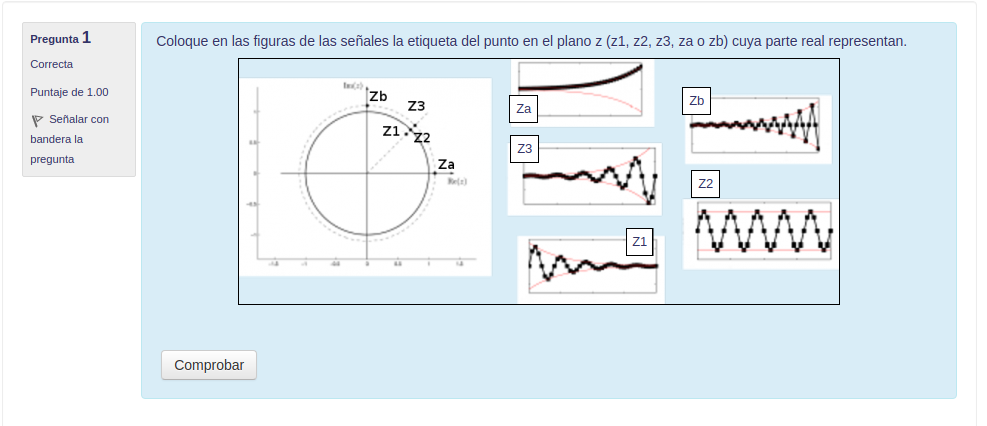 Pregunta 1
Correcta
Puntaje de 1.00
Señalar con
bandera la
pregunta
Coloque en las figuras de las señales la etiqueta del punto en el plano z (z1, z2, z3, za o zb) cuya parte real representan.
Im(z)
Zb
Z3
Z1
Z2
Za
Re(z)
Za
Zb
Z3
Z2
Z1
Comprobar